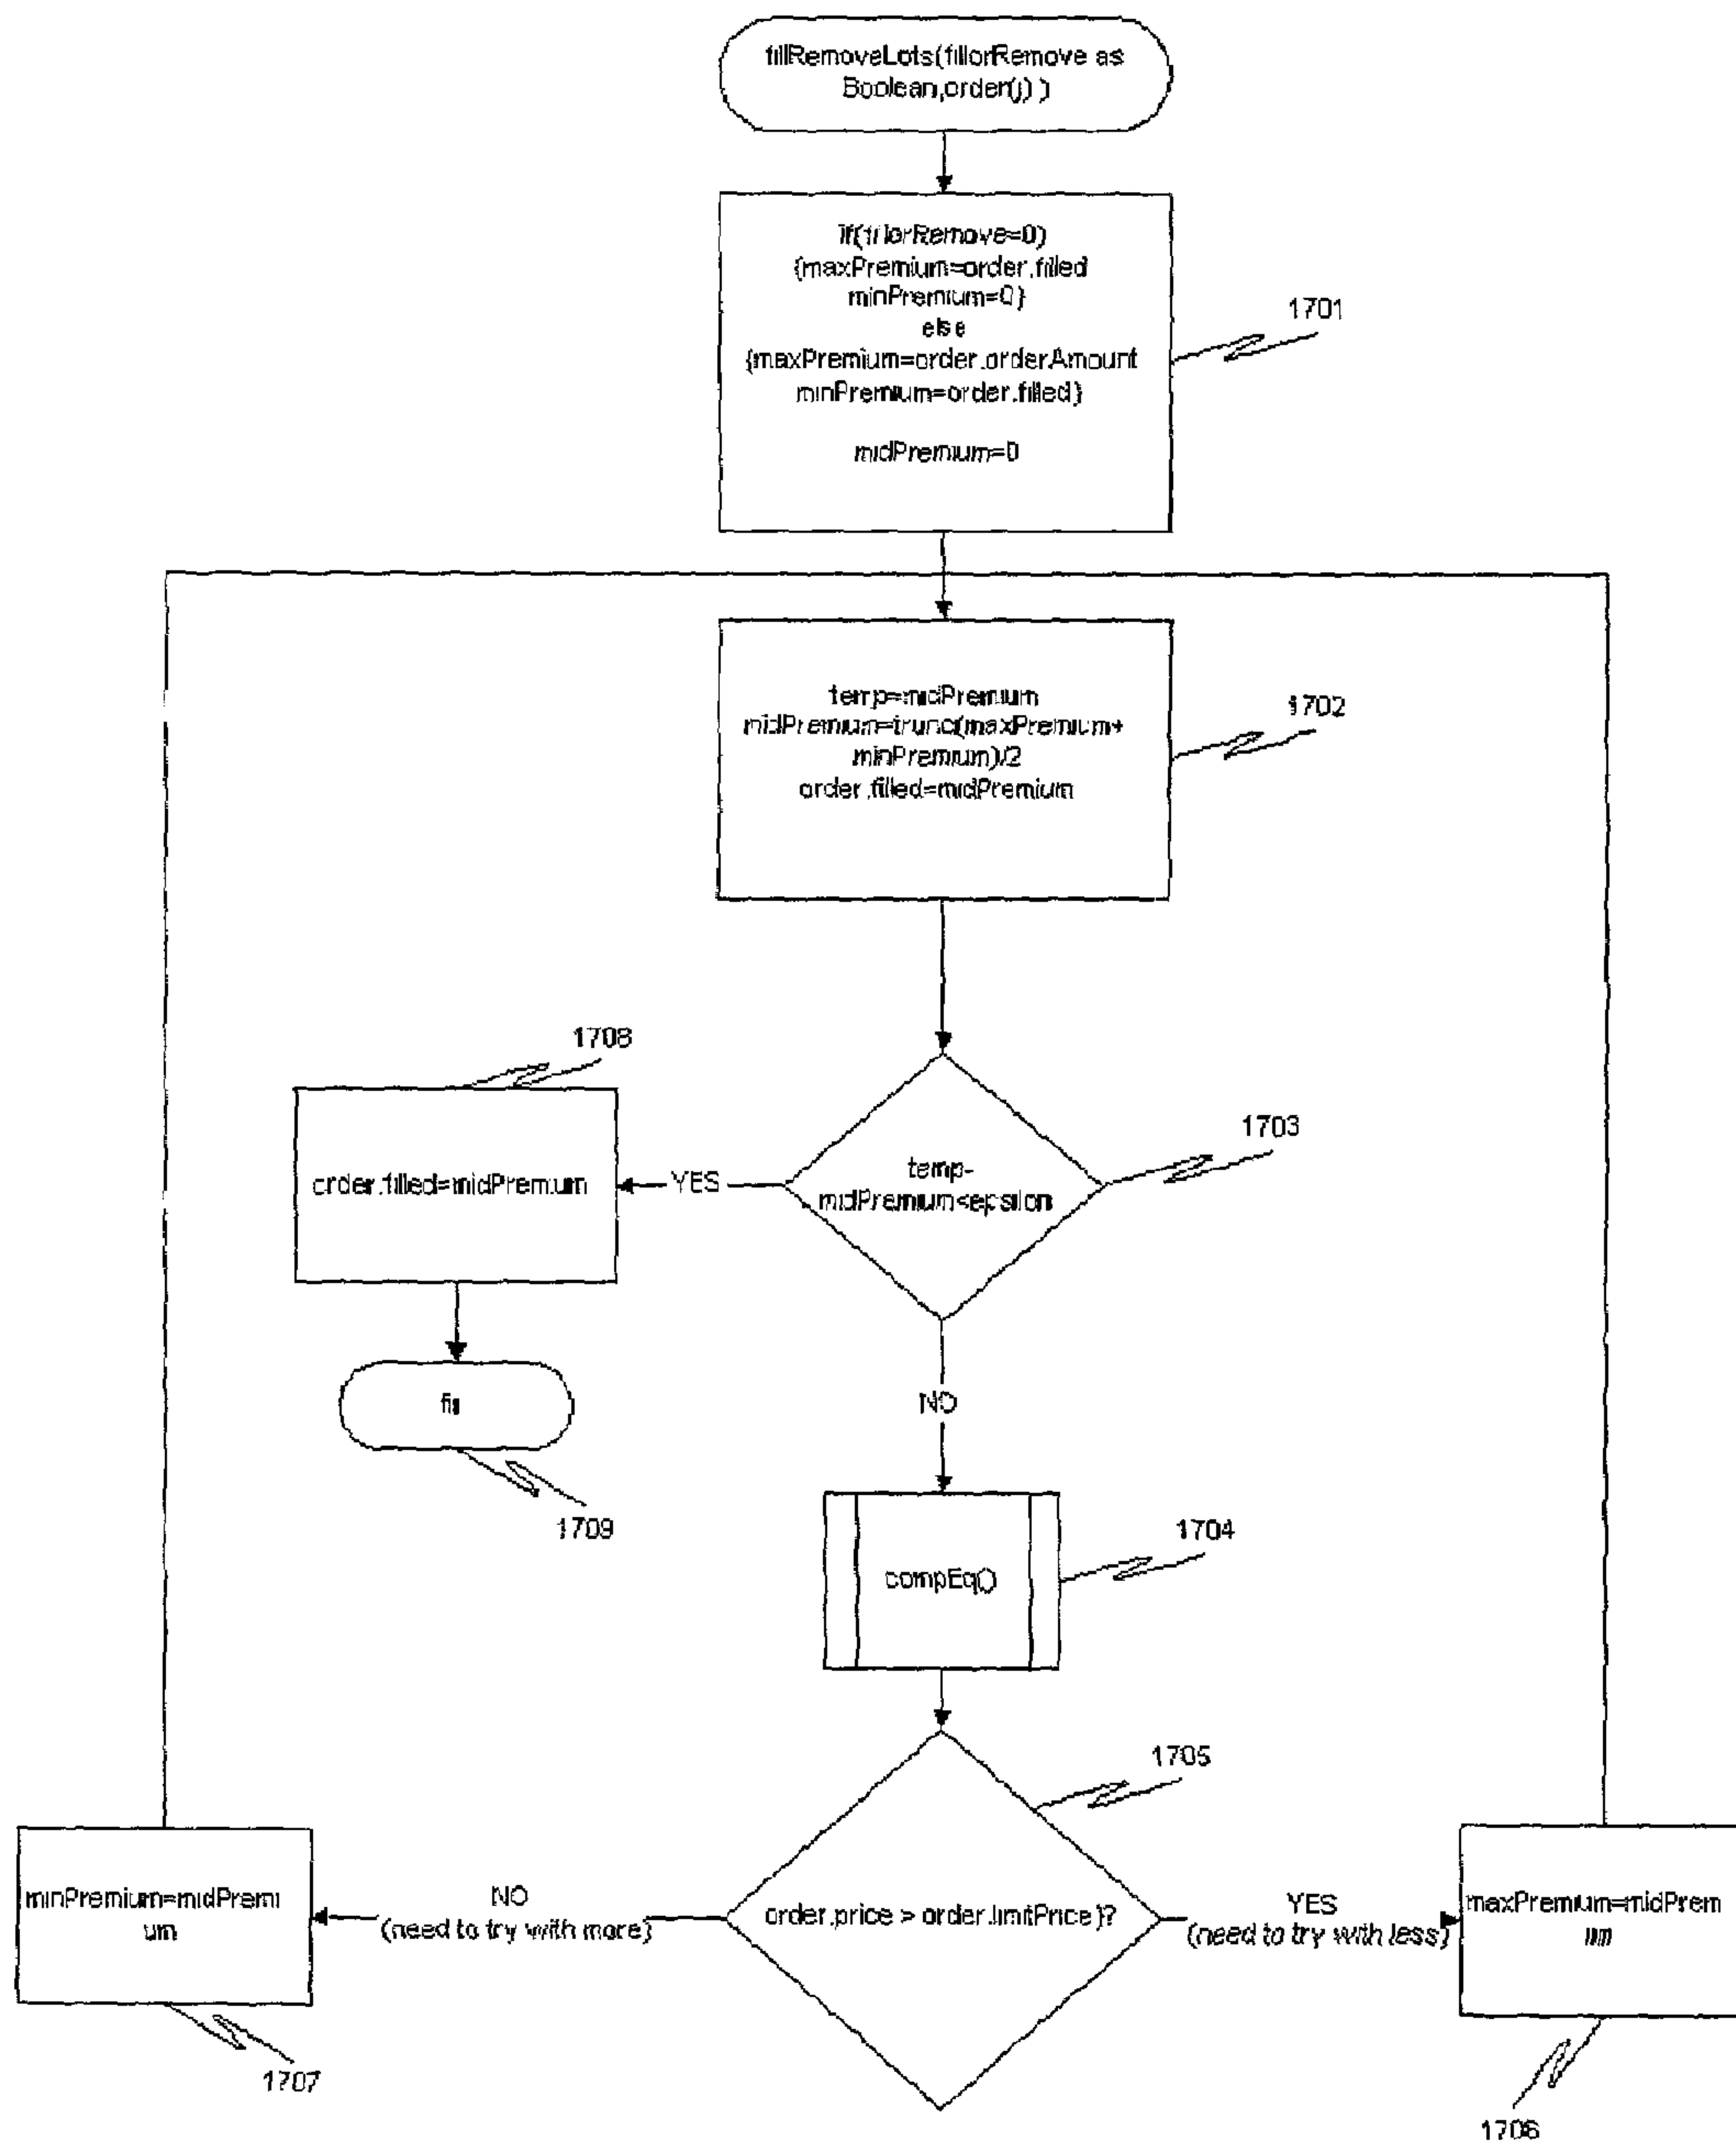 fillRemoveLots(fillorRemove as
Boolean,order(j) )
if(fillorRemove=0)
{maxPremium=order.filled
minPremium=0}
else
{maxPremium=order.orderAmount
minPremium=order.filled}
midPremium=0
1701
temp=midPremium
midPremium=trunc(maxPremium+
minPremium)/2
order.filled=midPremium
1702
1708
order.filled=midPremium
YES
temp-
midPremium<epsilon
1703
fin
1709
NO
compEq()
1704
1705
minPremium=midPremi
um
NO
(need to try with more)
order.price > order.limitPrice)?
YES
(need to try with less)
maxPremium=midPrem
um
1707
1706